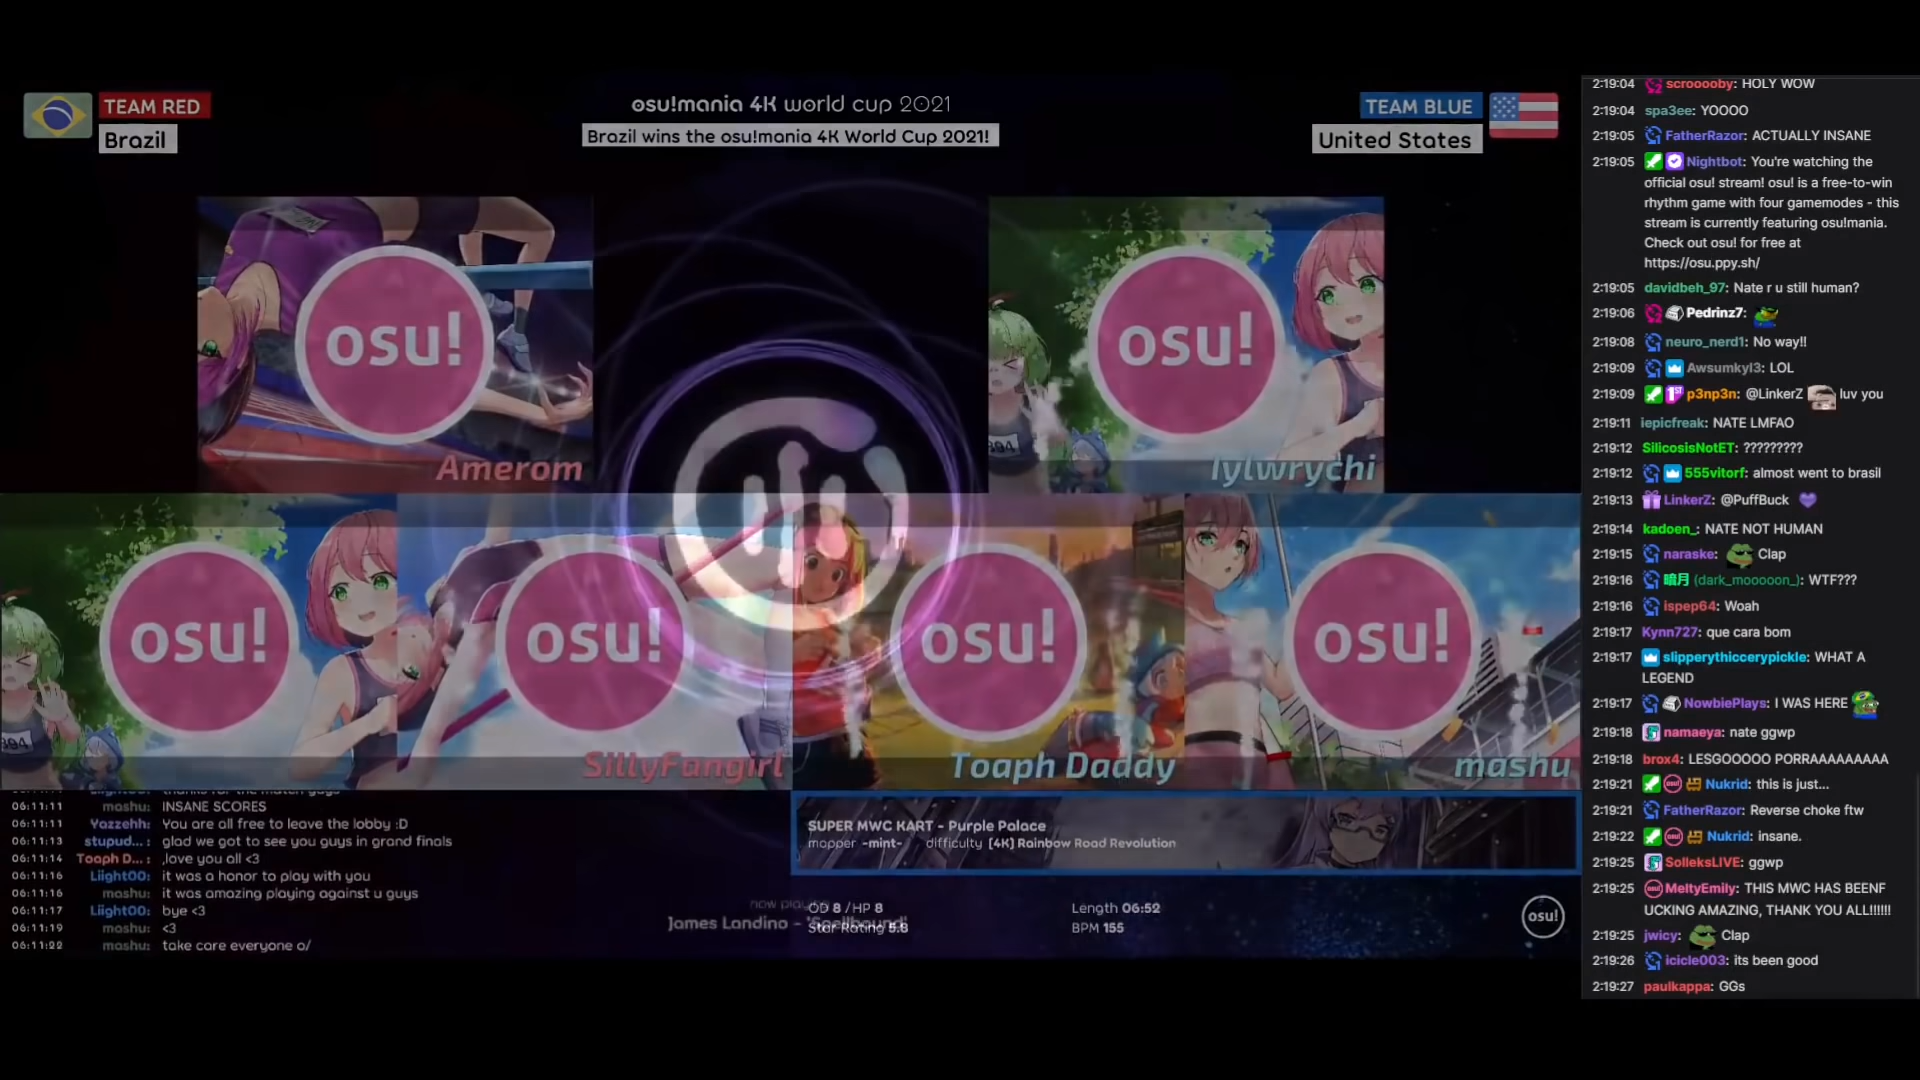 TEAM RED
Brazil
osu!mania 4K world cup 2021
Brazil wins the osu!mania 4K World Cup 2021!
TEAM BLUE
United States
osu!
Amerom
osu!
lylwrychi
osu!
osu!
SillyFangirl
osu!
Toaph Daddy
osu!
mashu
894
894
06:11:11 mashu: INSANE SCORES
06:11:11 Yazzehh: You are all free to leave the lobby :D
06:11:13 stupud... : glad we got to see you guys in grand finals
06:11:14 Toaph D... : ,love you all <3
06:11:16 Liight00: it was a honor to play with you
06:11:16 mashu: it was amazing playing against u guys
06:11:17 Liight00: bye <3
06:11:19 mashu: <3
06:11:22 mashu: take care everyone o/
SUPER MWC KART - Purple Palace
mapper -mint- difficulty [4K] Rainbow Road Revolution
now playing
James Landino - 'Spellbound'
OD 8 / HP 8
Star Rating 5.8
Length 06:52
BPM 155
osu!
2:19:04 scrooooby: HOLY WOW
2:19:04 spa3ee: YOOOO
2:19:05 FatherRazor: ACTUALLY INSANE
2:19:05 Nightbot: You're watching the
official osu! stream! osu! is a free-to-win
rhythm game with four gamemodes - this
stream is currently featuring osu!mania.
Check out osu! for free at
https://osu.ppy.sh/
2:19:05 davidbeh_97: Nate r u still human?
2:19:06 Pedrinz7:
2:19:08 neuro_nerd1: No way!!
2:19:09 Awsumkyl3: LOL
2:19:09 p3np3n: @LinkerZ luv you
2:19:11 iepicfreak: NATE LMFAO
2:19:12 SilicosisNotET: ?????????
2:19:12 555vitorf: almost went to brasil
2:19:13 LinkerZ: @PuffBuck
2:19:14 kadoen_: NATE NOT HUMAN
2:19:15 naraske: Clap
2:19:16 暗月 (dark_mooooon_): WTF???
2:19:16 ispep64: Woah
2:19:17 Kynn727: que cara bom
2:19:17 slipperythiccerypickle: WHAT A
LEGEND
2:19:17 NowbiePlays: I WAS HERE
2:19:18 namaeya: nate ggwp
2:19:18 brox4: LESGOOOOO PORRAAAAAAAAA
2:19:21 Nukrid: this is just...
2:19:21 FatherRazor: Reverse choke ftw
2:19:22 Nukrid: insane.
2:19:25 SolleksLIVE: ggwp
2:19:25 MeltyEmily: THIS MWC HAS BEENF
UCKING AMAZING, THANK YOU ALL!!!!!!
2:19:25 jwicy: Clap
2:19:26 icicle003: its been good
2:19:27 paulkappa: GGs